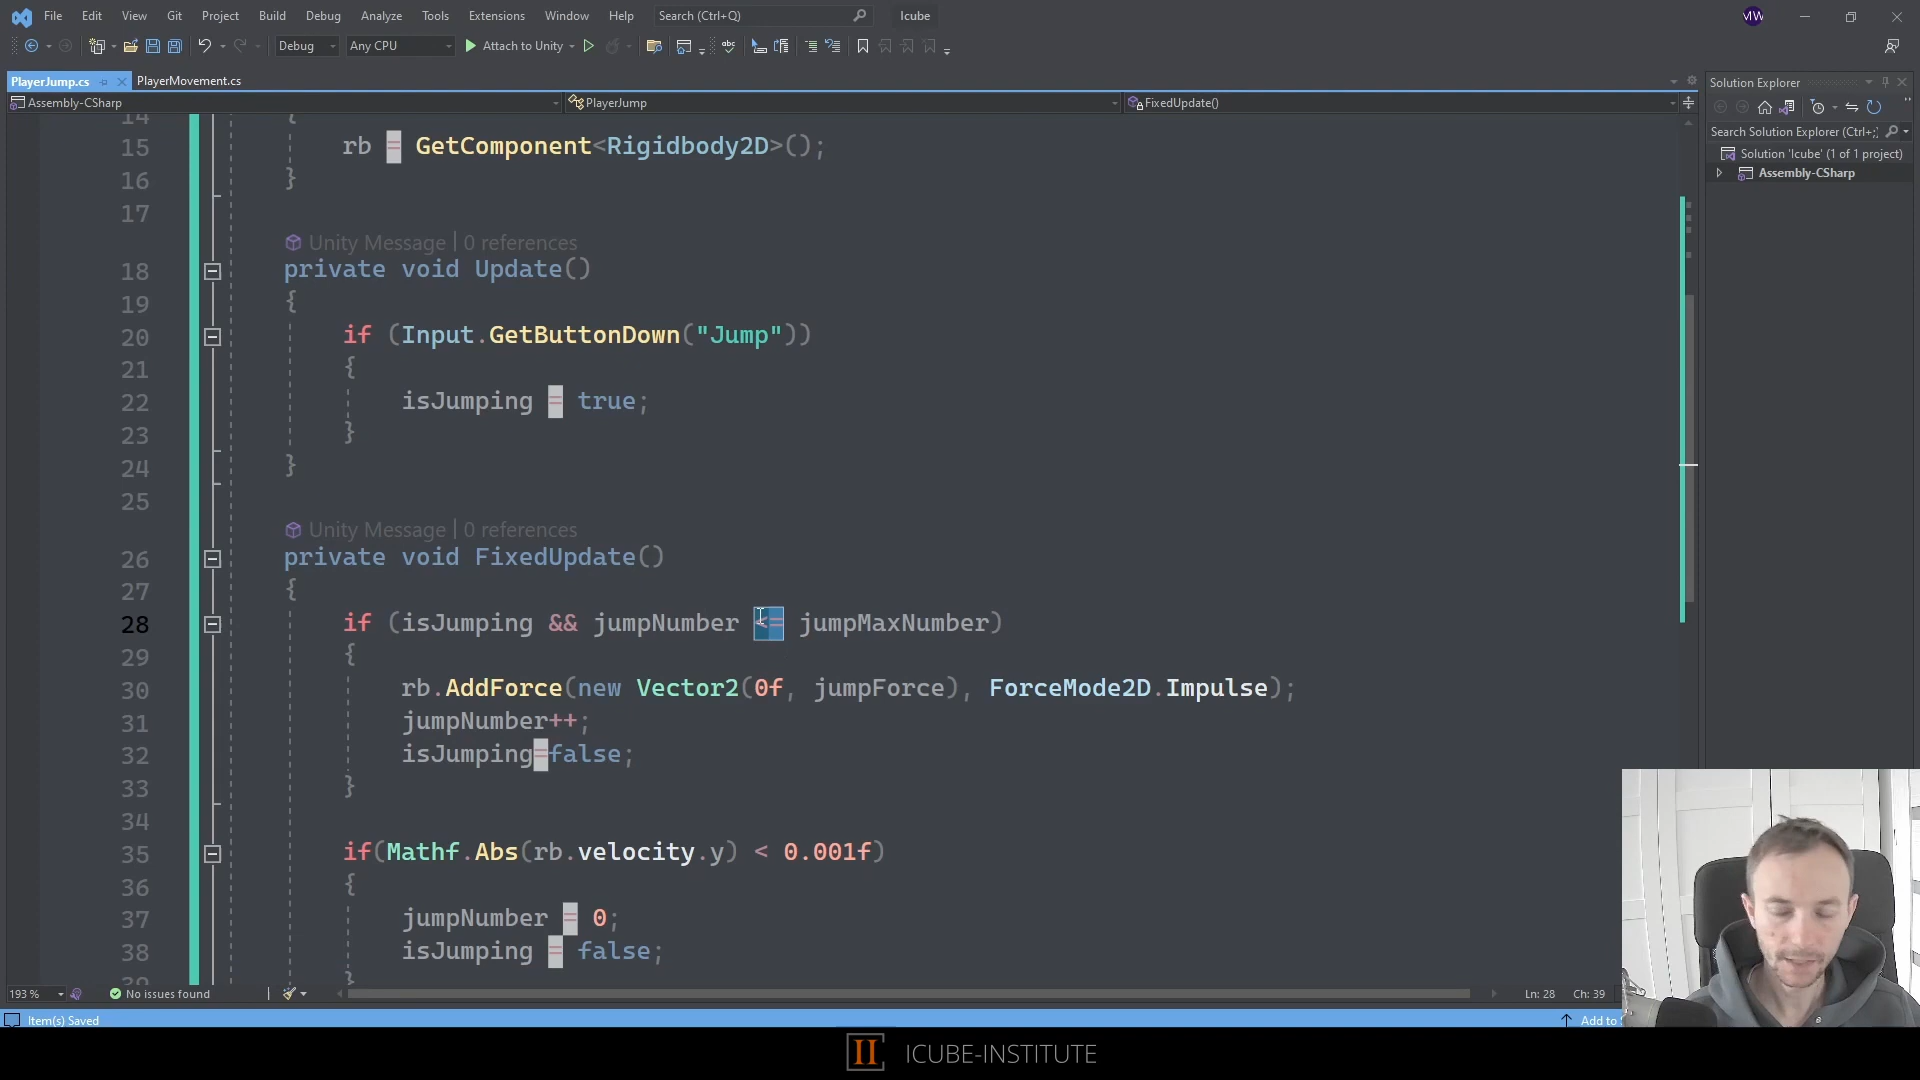 File Edit View Git Project Build Debug Analyze Tools Extensions Window Help Search (Ctrl+Q) Icube MW
Debug Any CPU Attach to Unity
PlayerJump.cs PlayerMovement.cs
Assembly-CSharp PlayerJump FixedUpdate()
Solution Explorer
Search Solution Explorer (Ctrl+;
Solution 'Icube' (1 of 1 project)
Assembly-CSharp
14 {
15 rb = GetComponent<Rigidbody2D>();
16 }
17
Unity Message | 0 references
18 private void Update()
19 {
20 if (Input.GetButtonDown("Jump"))
21 {
22 isJumping = true;
23 }
24 }
25
Unity Message | 0 references
26 private void FixedUpdate()
27 {
28 if (isJumping && jumpNumber <= jumpMaxNumber)
29 {
30 rb.AddForce(new Vector2(0f, jumpForce), ForceMode2D.Impulse);
31 jumpNumber++;
32 isJumping=false;
33 }
34
35 if(Mathf.Abs(rb.velocity.y) < 0.001f)
36 {
37 jumpNumber = 0;
38 isJumping = false;
39 }
193 % No issues found Ln: 28 Ch: 39
Item(s) Saved Add to
ICUBE-INSTITUTE